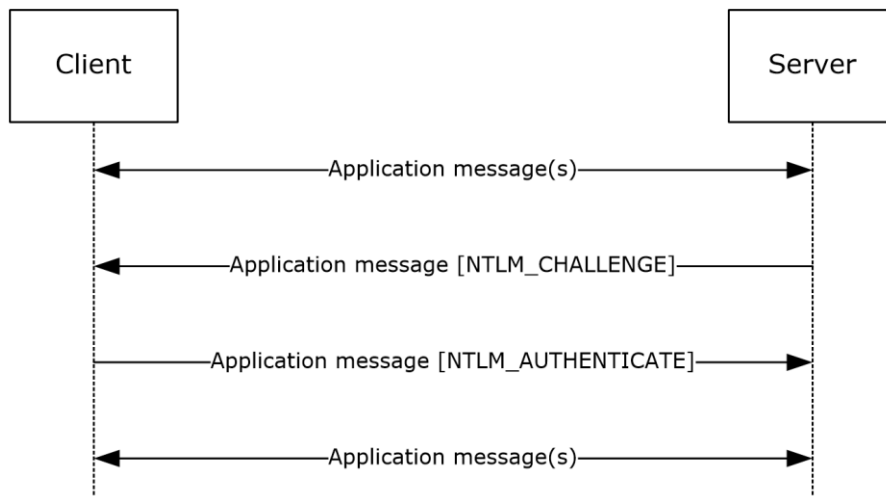 Client
Server
Application message(s)
Application message [NTLM_CHALLENGE]
Application message [NTLM_AUTHENTICATE]
Application message(s)